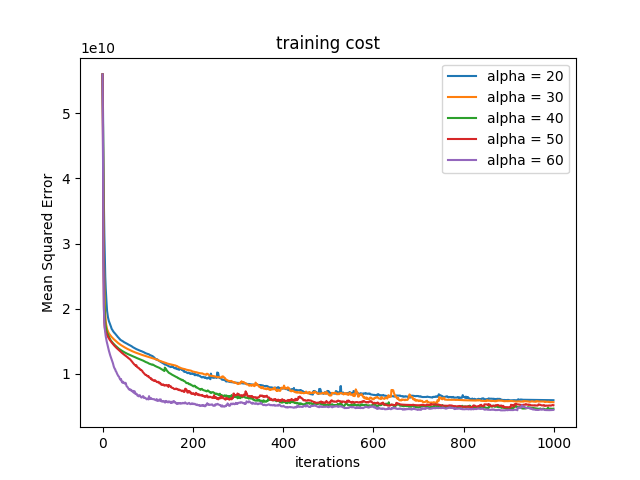 training cost
1e10
5
4
3
2
1
Mean Squared Error
0 200 400 600 800 1000
iterations
alpha = 20
alpha = 30
alpha = 40
alpha = 50
alpha = 60